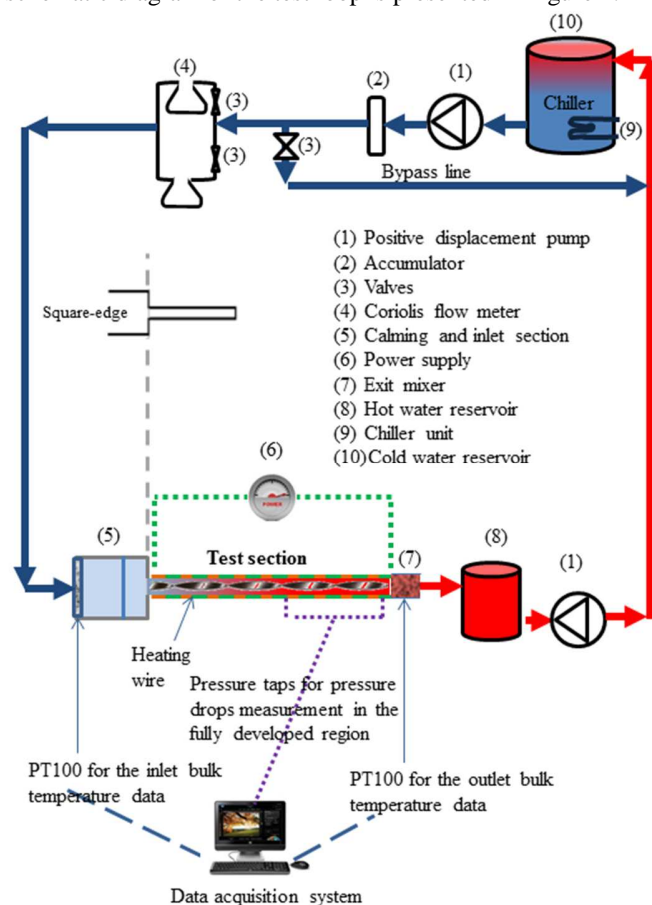 (10)
(4)
(2)
(1)
(3)
Chiller
(9)
(3)
(3)
Bypass line
(1) Positive displacement pump
(2) Accumulator
(3) Valves
(4) Coriolis flow meter
(5) Calming and inlet section
(6) Power supply
(7) Exit mixer
(8) Hot water reservoir
(9) Chiller unit
(10)Cold water reservoir
Square-edge
(6)
POWER
(5)
Test section
(7)
(8)
(1)
Heating
wire
Pressure taps for pressure
drops measurement in the
fully developed region
PT100 for the inlet bulk
temperature data
PT100 for the outlet bulk
temperature data
Data acquisition system